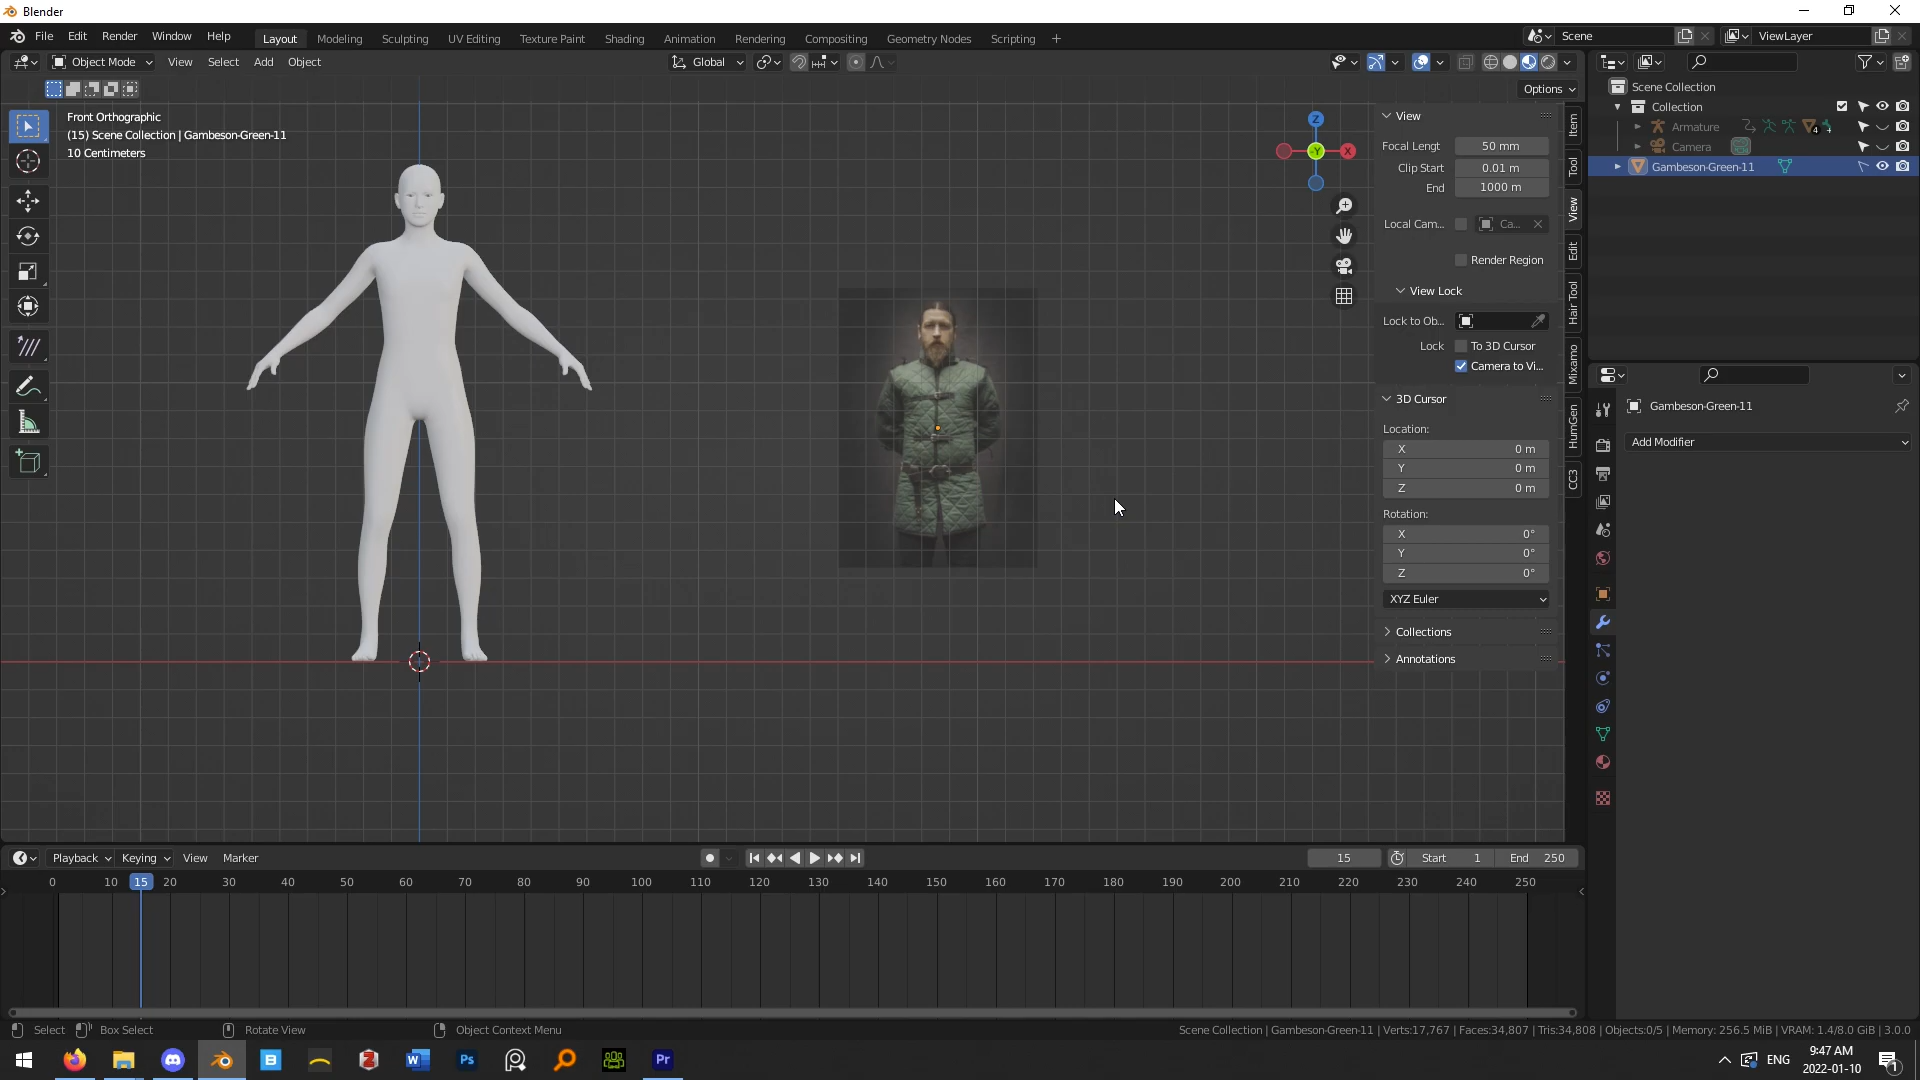 Blender
File Edit Render Window Help Layout Modeling Sculpting UV Editing Texture Paint Shading Animation Rendering Compositing Geometry Nodes Scripting + Scene ViewLayer
Object Mode View Select Add Object Global
Options
Front Orthographic
(15) Scene Collection | Gambeson-Green-11
10 Centimeters
Z
Y
X
View
Focal Lengt 50 mm
Clip Start 0.01 m
End 1000 m
Local Cam... Ca...
Render Region
View Lock
Lock to Ob...
Lock To 3D Cursor
Camera to Vi...
3D Cursor
Location:
X 0 m
Y 0 m
Z 0 m
Rotation:
X 0°
Y 0°
Z 0°
XYZ Euler
Collections
Annotations
Item
Tool
View
Edit
Hair Tool
Mixamo
HumGen
CC3
Scene Collection
Collection
Armature 4 4
Camera
Gambeson-Green-11
Gambeson-Green-11
Add Modifier
Playback Keying View Marker 15 Start 1 End 250
0 10 15 20 30 40 50 60 70 80 90 100 110 120 130 140 150 160 170 180 190 200 210 220 230 240 250
Select Box Select Rotate View Object Context Menu Scene Collection | Gambeson-Green-11 | Verts:17,767 | Faces:34,807 | Tris:34,808 | Objects:0/5 | Memory: 256.5 MiB | VRAM: 1.4/8.0 GiB | 3.0.0
B Z W Ps Pr ENG 9:47 AM
2022-01-10 1